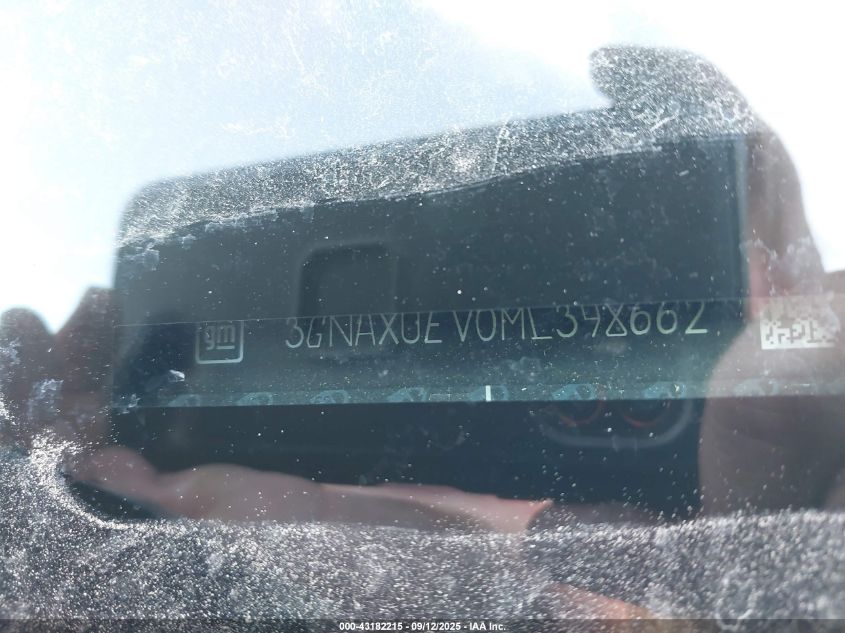 gm 3GNAXUEV0ML398662
000-43182215 - 09/12/2025 - IAA Inc.